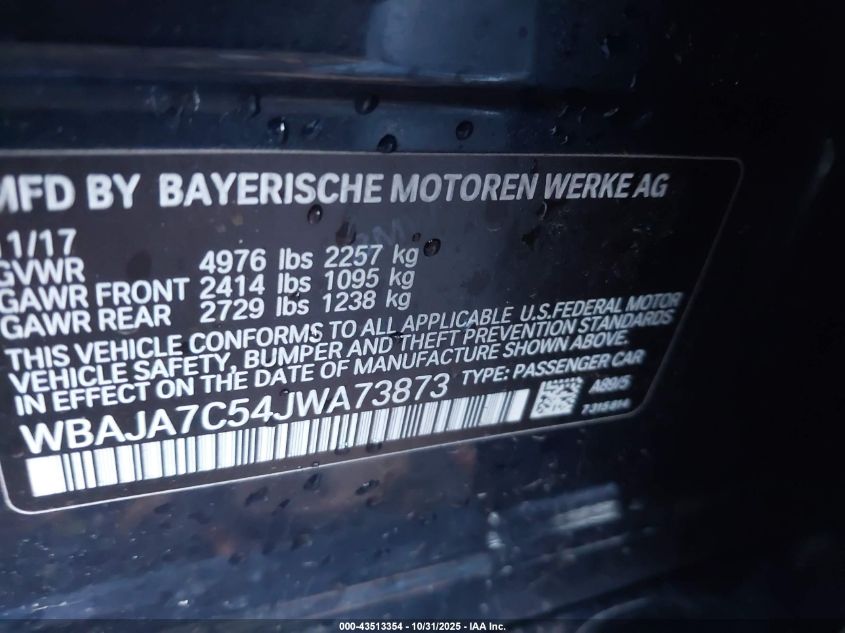 MFD BY BAYERISCHE MOTOREN WERKE AG
11/17
GVWR 4976 lbs 2257 kg
GAWR FRONT 2414 lbs 1095 kg
GAWR REAR 2729 lbs 1238 kg
THIS VEHICLE CONFORMS TO ALL APPLICABLE U.S.FEDERAL MOTOR
VEHICLE SAFETY, BUMPER AND THEFT PREVENTION STANDARDS
IN EFFECT ON THE DATE OF MANUFACTURE SHOWN ABOVE.
WBAJA7C54JWA73873 TYPE: PASSENGER CAR
A89/5
7315814
000-43513354 - 10/31/2025 - IAA Inc.